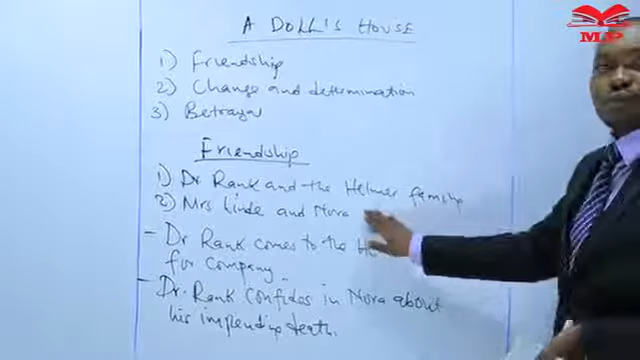 A DOLL'S HOUSE
MP
1) Friendship
2) Change and determination
3) Betrayal
Friendship
1) Dr Rank and the Helmer
2) Mrs Linde and Nora
- Dr Rank comes to the
for company.
- Dr. Rank confides in Nora about
his impending death.